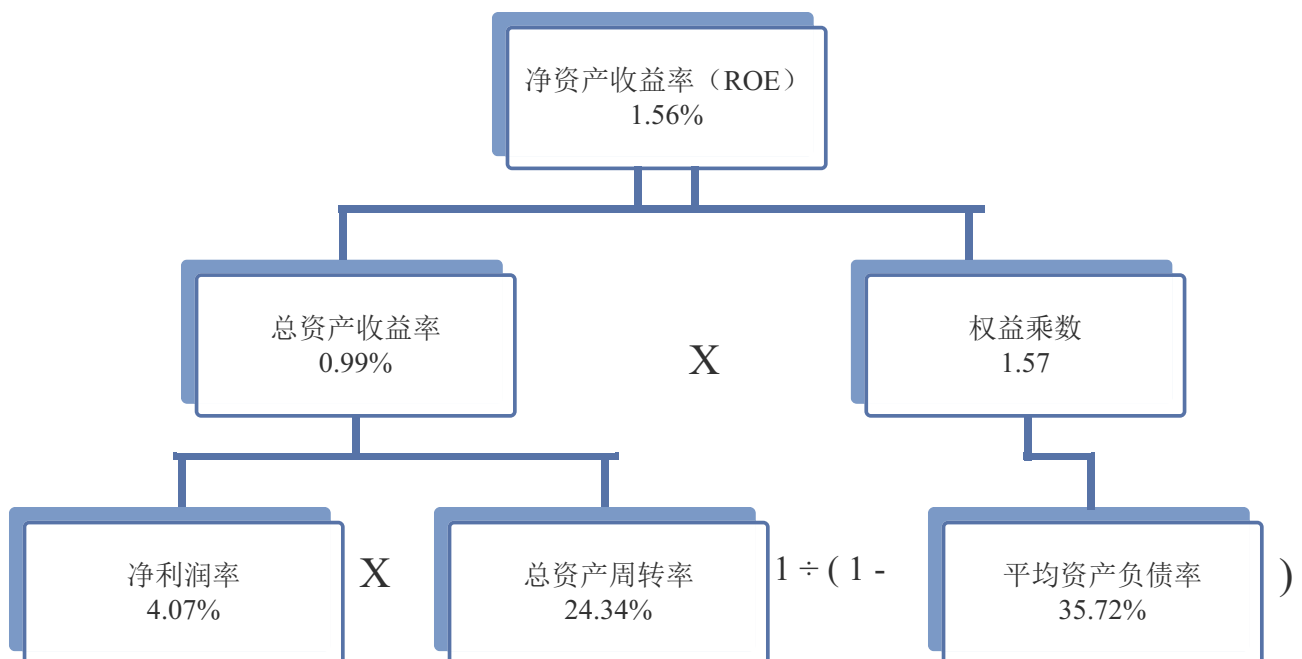 净资产收益率（ROE）
1.56%
总资产收益率
0.99%
X
权益乘数
1.57
净利润率
4.07%
X
总资产周转率
24.34%
1 ÷ ( 1 -
平均资产负债率
35.72%
)